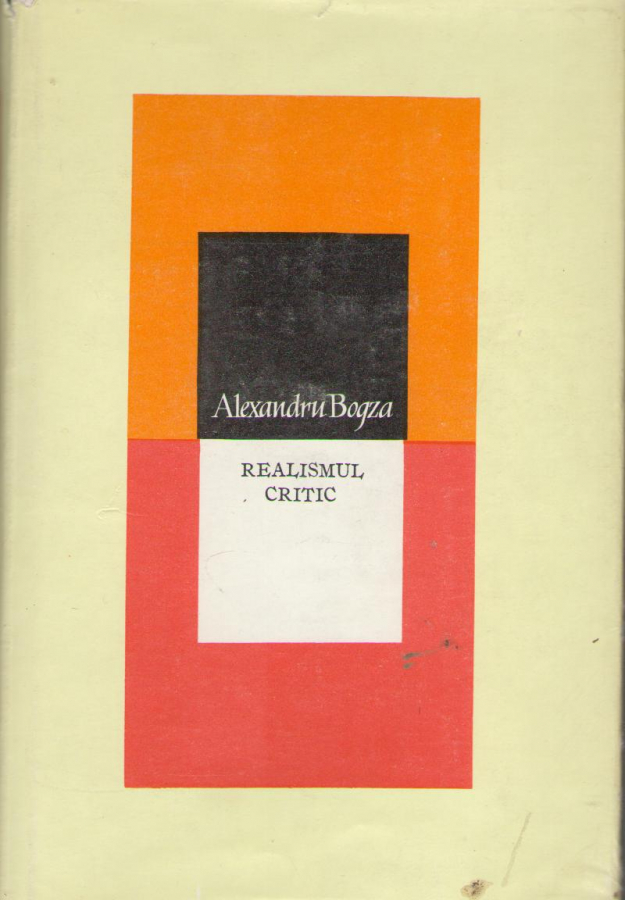 Alexandru Bogza
REALISMUL
CRITIC